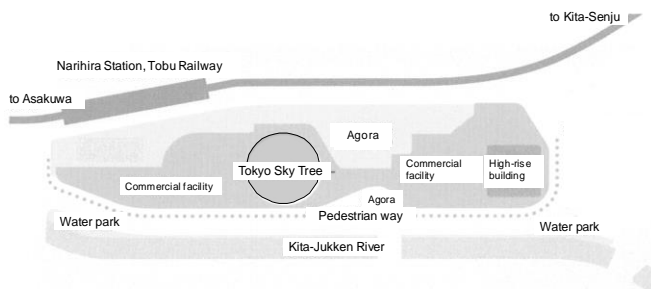 to Kita-Senju
Narihira Station, Tobu Railway
to Asakuwa
Agora
Tokyo Sky Tree
Commercial
facility
High-rise
building
Commercial facility
Agora
Pedestrian way
Water park
Water park
Kita-Jukken River